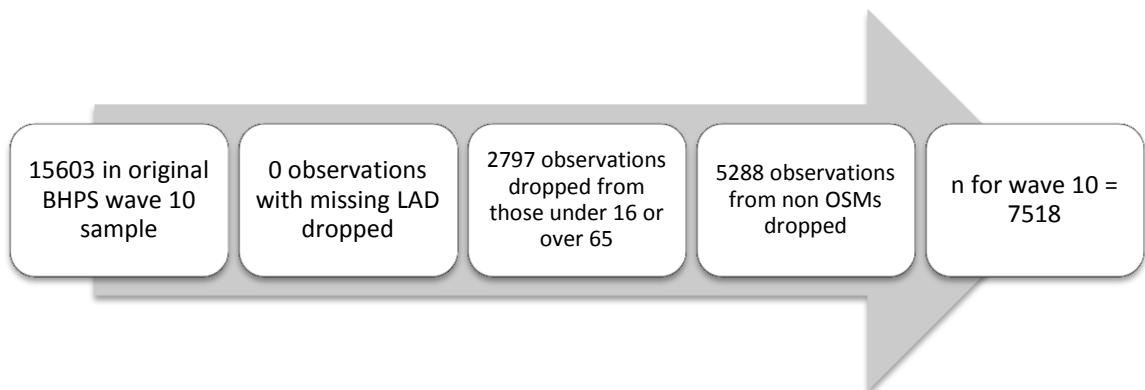 15603 in original
BHPS wave 10
sample
0 observations
with missing LAD
dropped
2797 observations
dropped from
those under 16 or
over 65
5288 observations
from non OSMs
dropped
n for wave 10 =
7518